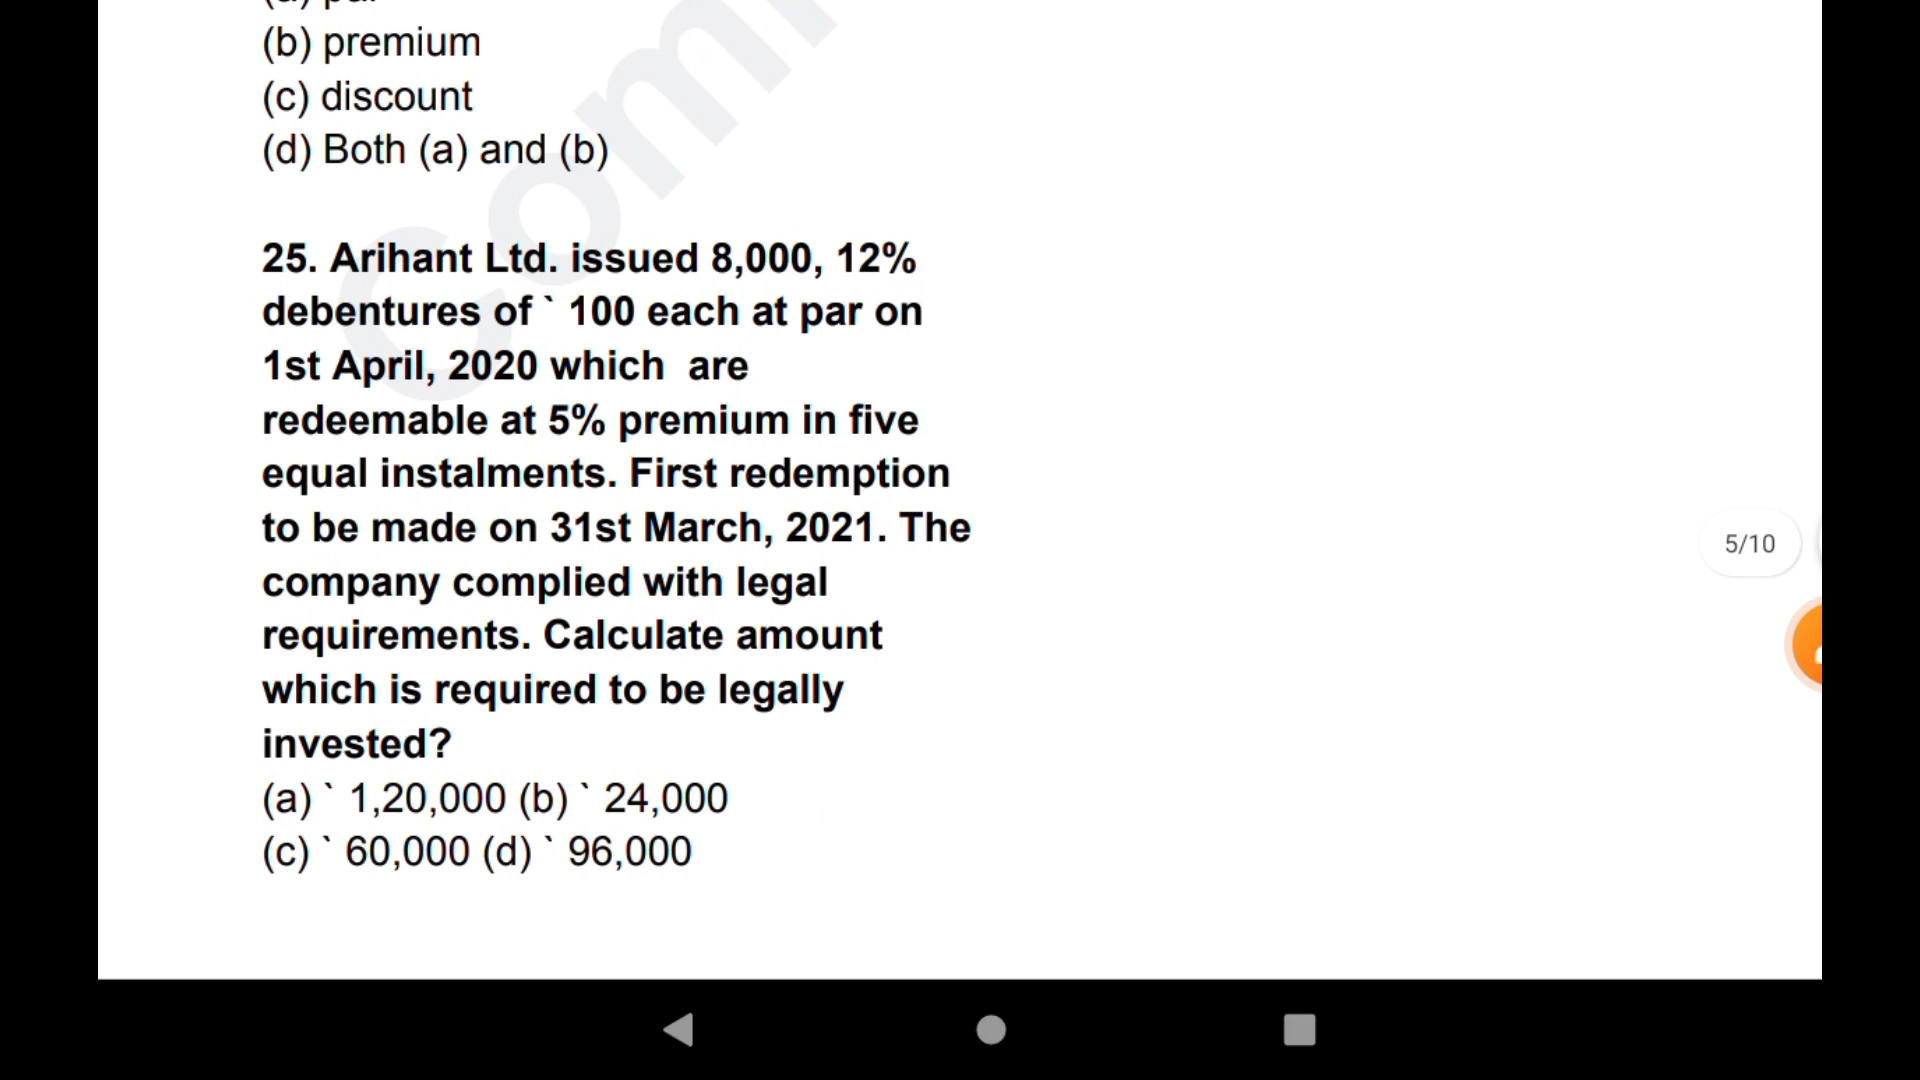 (b) premium
(c) discount
(d) Both (a) and (b)
25. Arihant Ltd. issued 8,000, 12%
debentures of ` 100 each at par on
1st April, 2020 which  are
redeemable at 5% premium in five
equal instalments. First redemption
to be made on 31st March, 2021. The
company complied with legal
requirements. Calculate amount
which is required to be legally
invested?
(a) ` 1,20,000 (b) ` 24,000
(c) ` 60,000 (d) ` 96,000
5/10